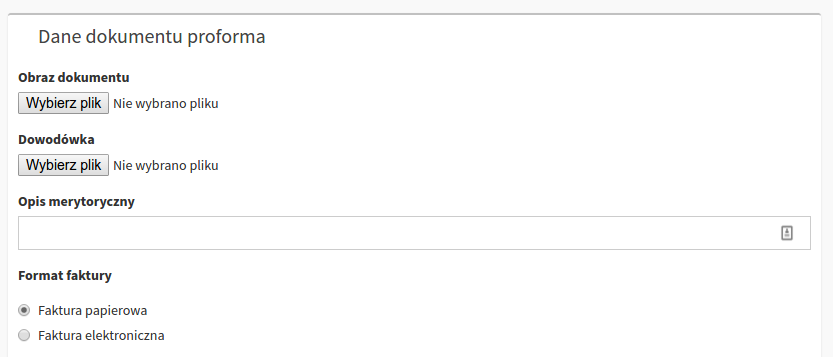 Dane dokumentu proforma
Obraz dokumentu
Wybierz plik Nie wybrano pliku
Dowodówka
Wybierz plik Nie wybrano pliku
Opis merytoryczny
Format faktury
Faktura papierowa
Faktura elektroniczna